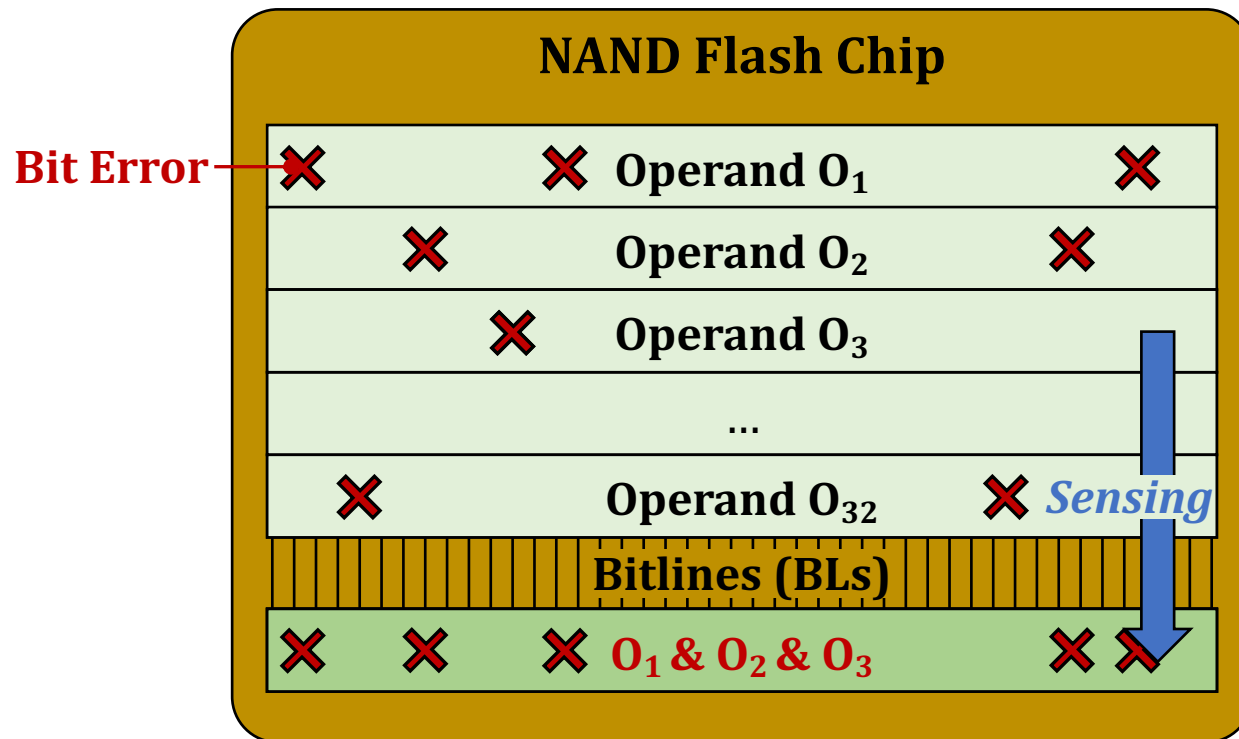 NAND Flash Chip
Bit Error
Operand O₁
Operand O₂
Operand O₃
...
Operand O₃₂
Sensing
Bitlines (BLs)
O₁ & O₂ & O₃